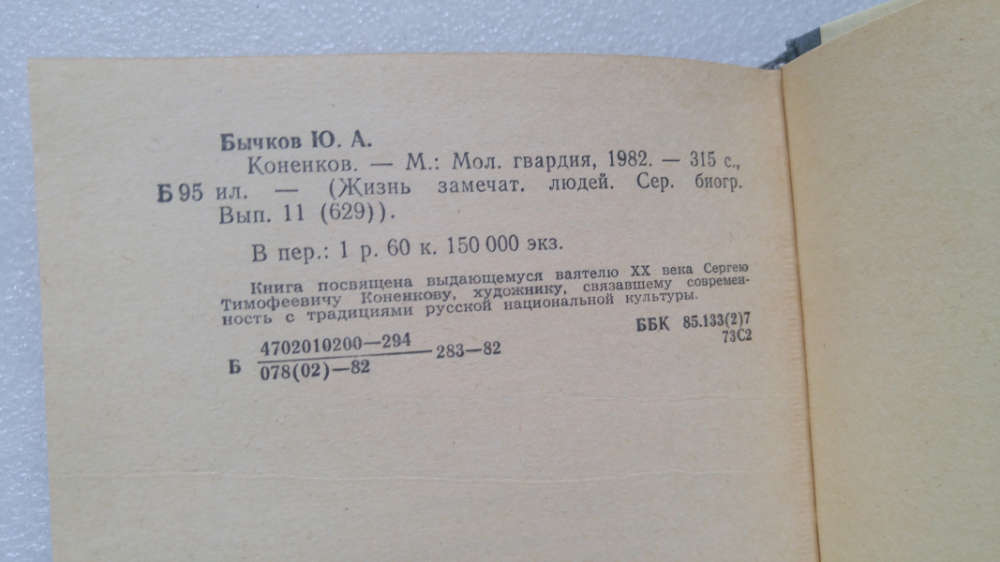 Бычков Ю. А.
Коненков. — М.: Мол. гвардия, 1982. — 315 с.,
Б 95 ил. — (Жизнь замечат. людей. Сер. биогр.
Вып. 11 (629)).
В пер.: 1 р. 60 к. 150 000 экз.
Книга посвящена выдающемуся ваятелю XX века Сергею
Тимофеевичу Коненкову, художнику, связавшему современ-
ность с традициями русской национальной культуры.
Б 4702010200—294
078(02)—82 283—82
ББК 85.133(2)7
73С2